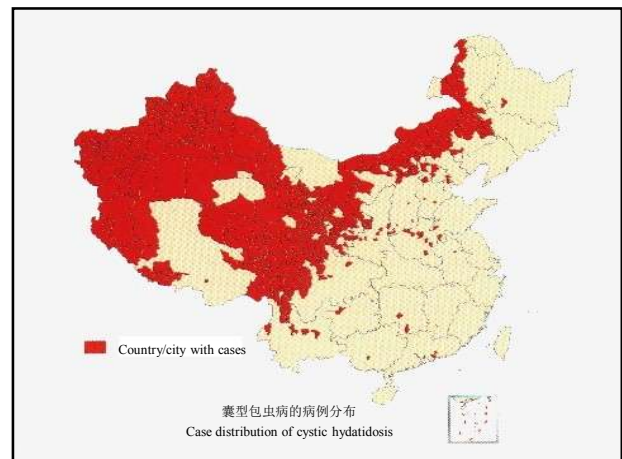 Country/city with cases
囊型包虫病的病例分布
Case distribution of cystic hydatidosis